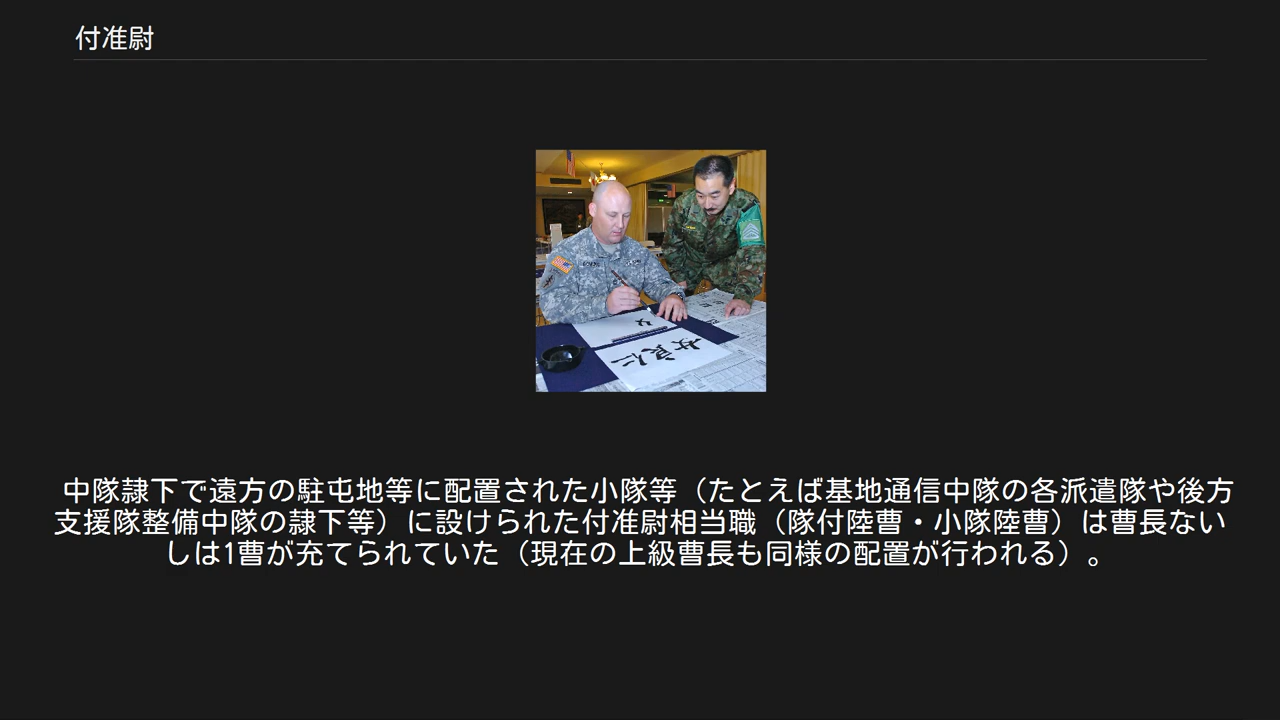 付准尉
女
安良仁
中隊隷下で遠方の駐屯地等に配置された小隊等（たとえば基地通信中隊の各派遣隊や後方
支援隊整備中隊の隷下等）に設けられた付准尉相当職（隊付陸曹・小隊陸曹）は曹長ない
しは1曹が充てられていた（現在の上級曹長も同様の配置が行われる）。